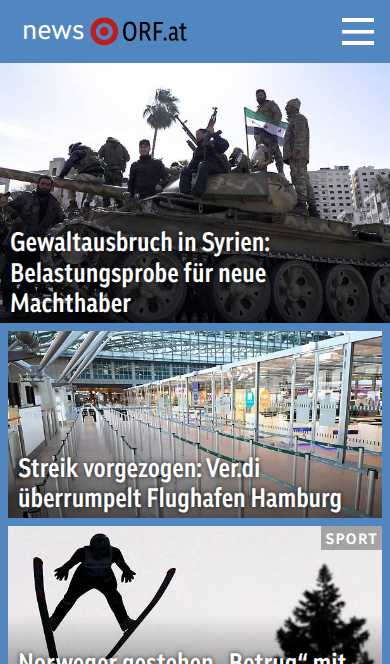 news ORF.at
Gewaltausbruch in Syrien:
Belastungsprobe für neue
Machthaber
Streik vorgezogen: Ver.di
überrumpelt Flughafen Hamburg
SPORT
Norweger gestehen „Betrug“ mit